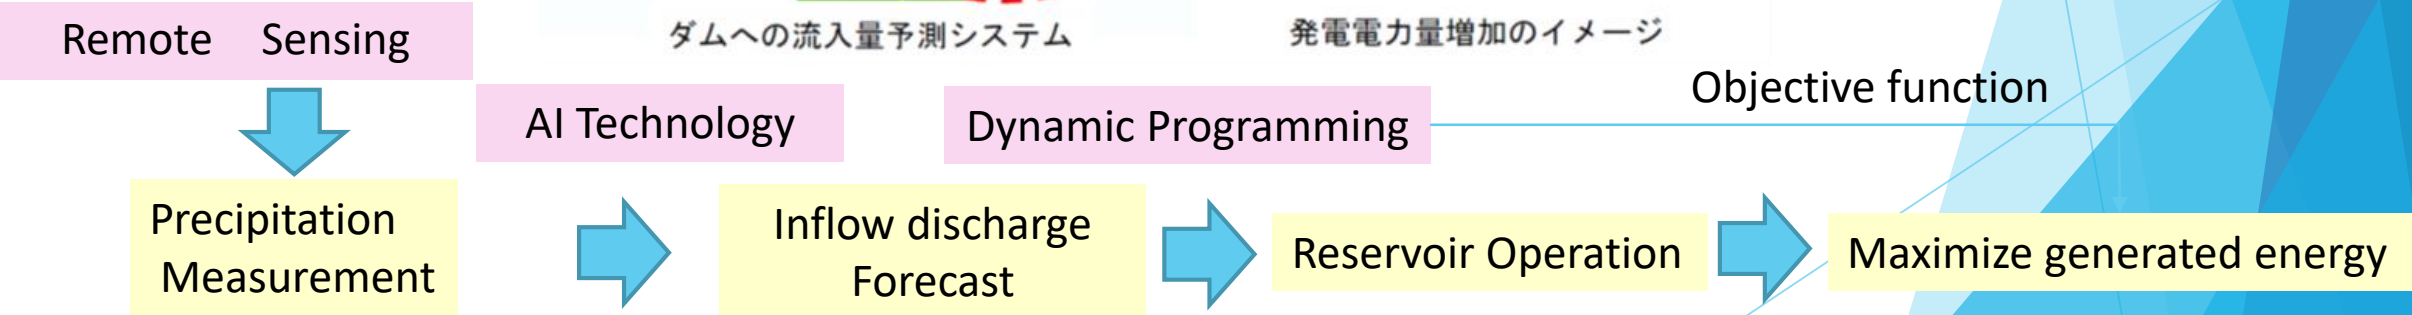 ダムへの流入量予測システム
発電電力量増加のイメージ
Remote Sensing
Objective function
AI Technology
Dynamic Programming
Precipitation
Measurement
Inflow discharge
Forecast
Reservoir Operation
Maximize generated energy